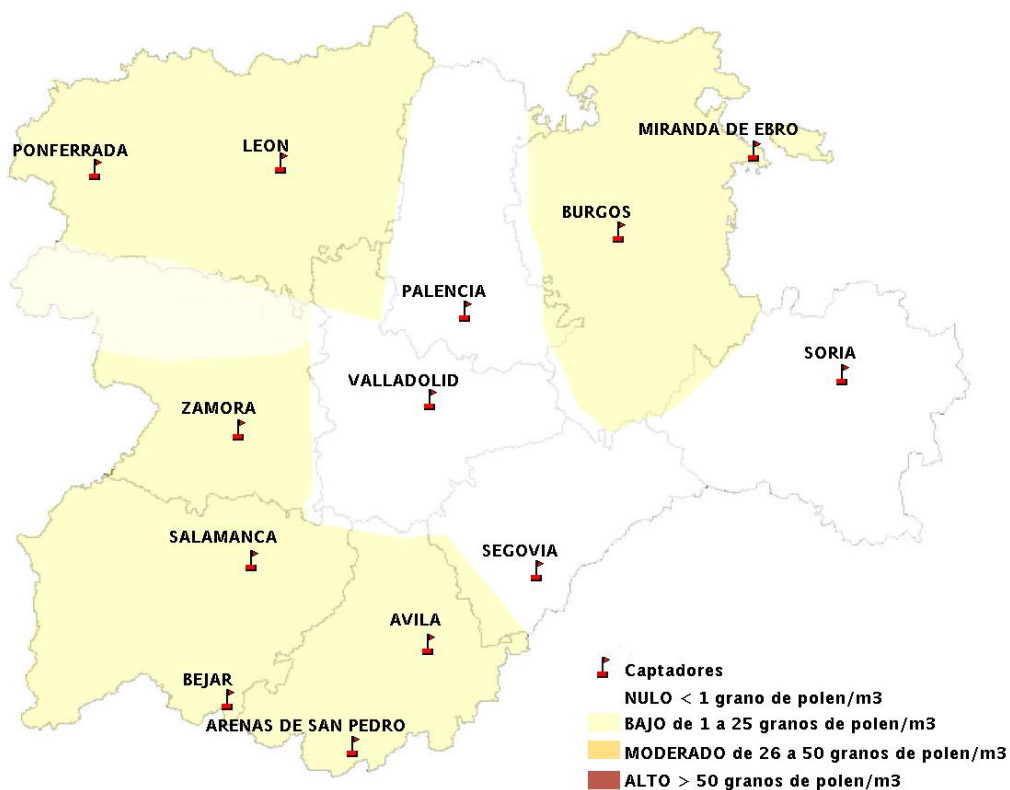 MIRANDA DE EBRO
PONFERRADA
LEON
BURGOS
PALENCIA
SORIA
VALLADOLID
ZAMORA
SALAMANCA
SEGOVIA
AVILA
BEJAR
ARENAS DE SAN PEDRO
Captadores
NULO < 1 grano de polen/m3
BAJO de 1 a 25 granos de polen/m3
MODERADO de 26 a 50 granos de polen/m3
ALTO > 50 granos de polen/m3